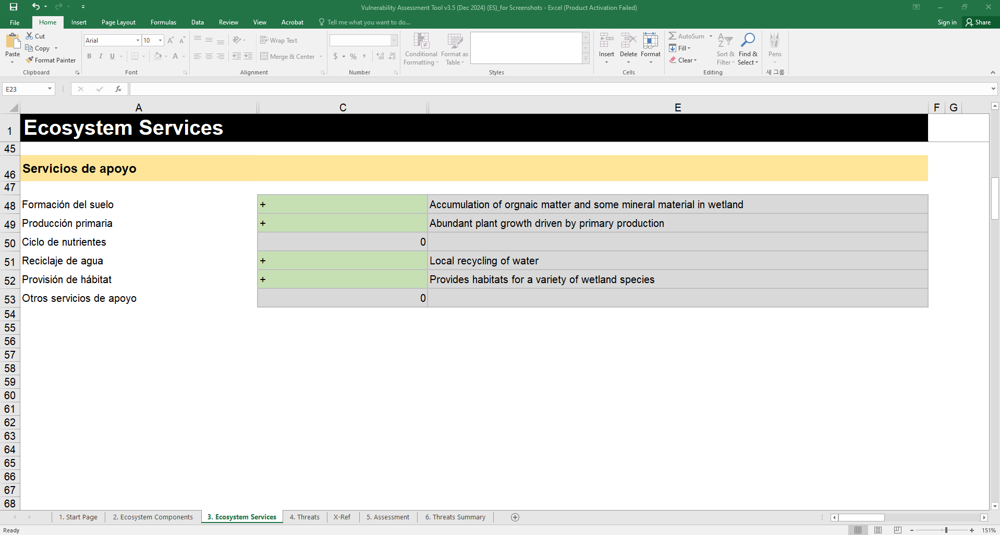 Vulnerability Assessment Tool v3.5 (Dec 2024) (ES)_for Screenshots - Excel (Product Activation Failed)
File Home Insert Page Layout Formulas Data Review View Acrobat Tell me what you want to do... Sign in Share
Paste Cut Copy Format Painter Clipboard
Arial 10 B I U A Font
Wrap Text Merge & Center Alignment
$ % , Number
Conditional Formatting Format as Table Styles
Insert Delete Format Cells
AutoSum Fill Clear Sort & Filter Find & Select Editing
Pens 새 그룹
E23 fx
A C E F G
1 Ecosystem Services
45
46 Servicios de apoyo
47
48 Formación del suelo + Accumulation of orgnaic matter and some mineral material in wetland
49 Producción primaria + Abundant plant growth driven by primary production
50 Ciclo de nutrientes 0
51 Reciclaje de agua + Local recycling of water
52 Provisión de hábitat + Provides habitats for a variety of wetland species
53 Otros servicios de apoyo 0
54
55
56
57
58
59
60
61
62
63
64
65
66
67
68
1. Start Page 2. Ecosystem Components 3. Ecosystem Services 4. Threats X-Ref 5. Assessment 6. Threats Summary
Ready 151%